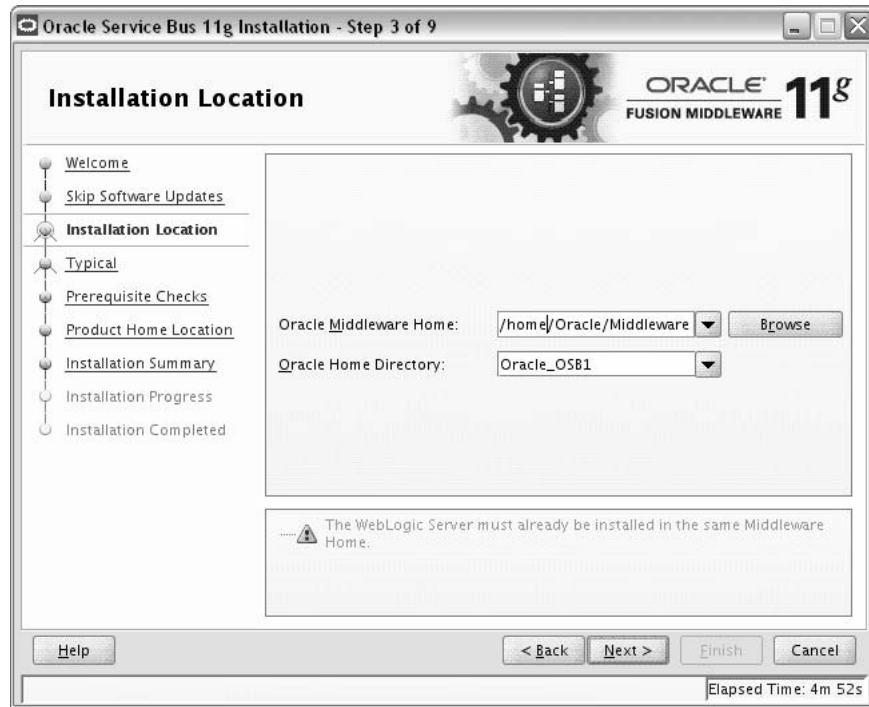 Oracle Service Bus 11g Installation - Step 3 of 9
Installation Location
ORACLE
FUSION MIDDLEWARE 11g
Welcome
Skip Software Updates
Installation Location
Typical
Prerequisite Checks
Product Home Location
Installation Summary
Installation Progress
Installation Completed
Oracle Middleware Home: /home/Oracle/Middleware Browse
Oracle Home Directory: Oracle_OSB1
The WebLogic Server must already be installed in the same Middleware
Home.
Help < Back Next > Finish Cancel
Elapsed Time: 4m 52s